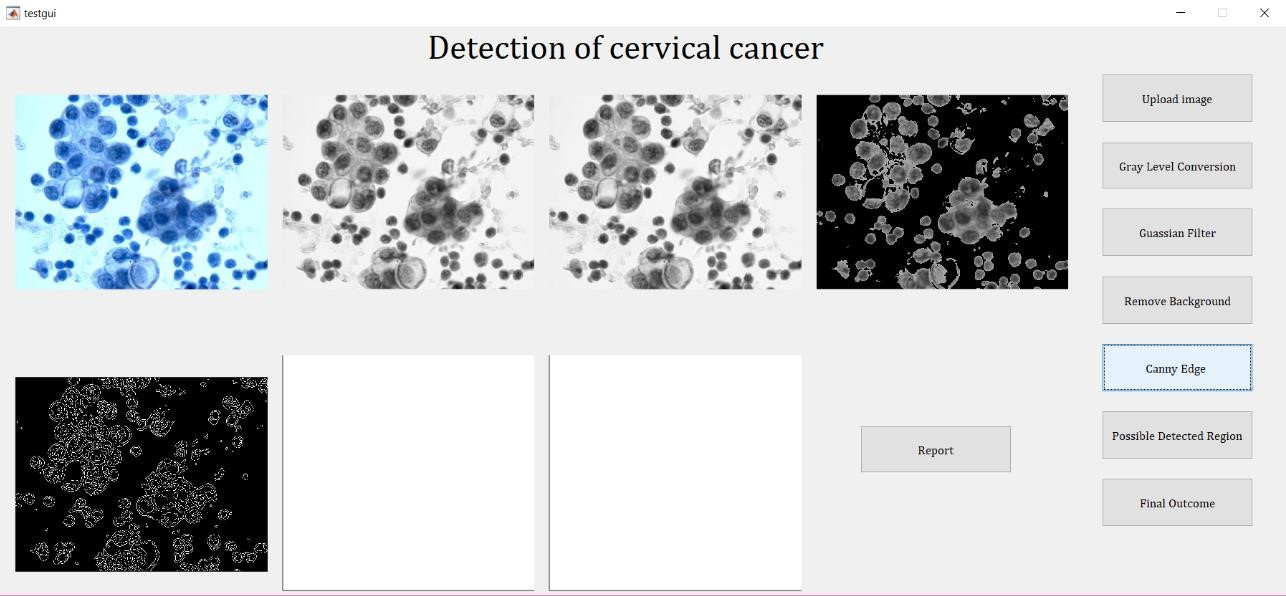 testgui
Detection of cervical cancer
Upload image
Gray Level Conversion
Guassian Filter
Remove Background
Canny Edge
Possible Detected Region
Report
Final Outcome